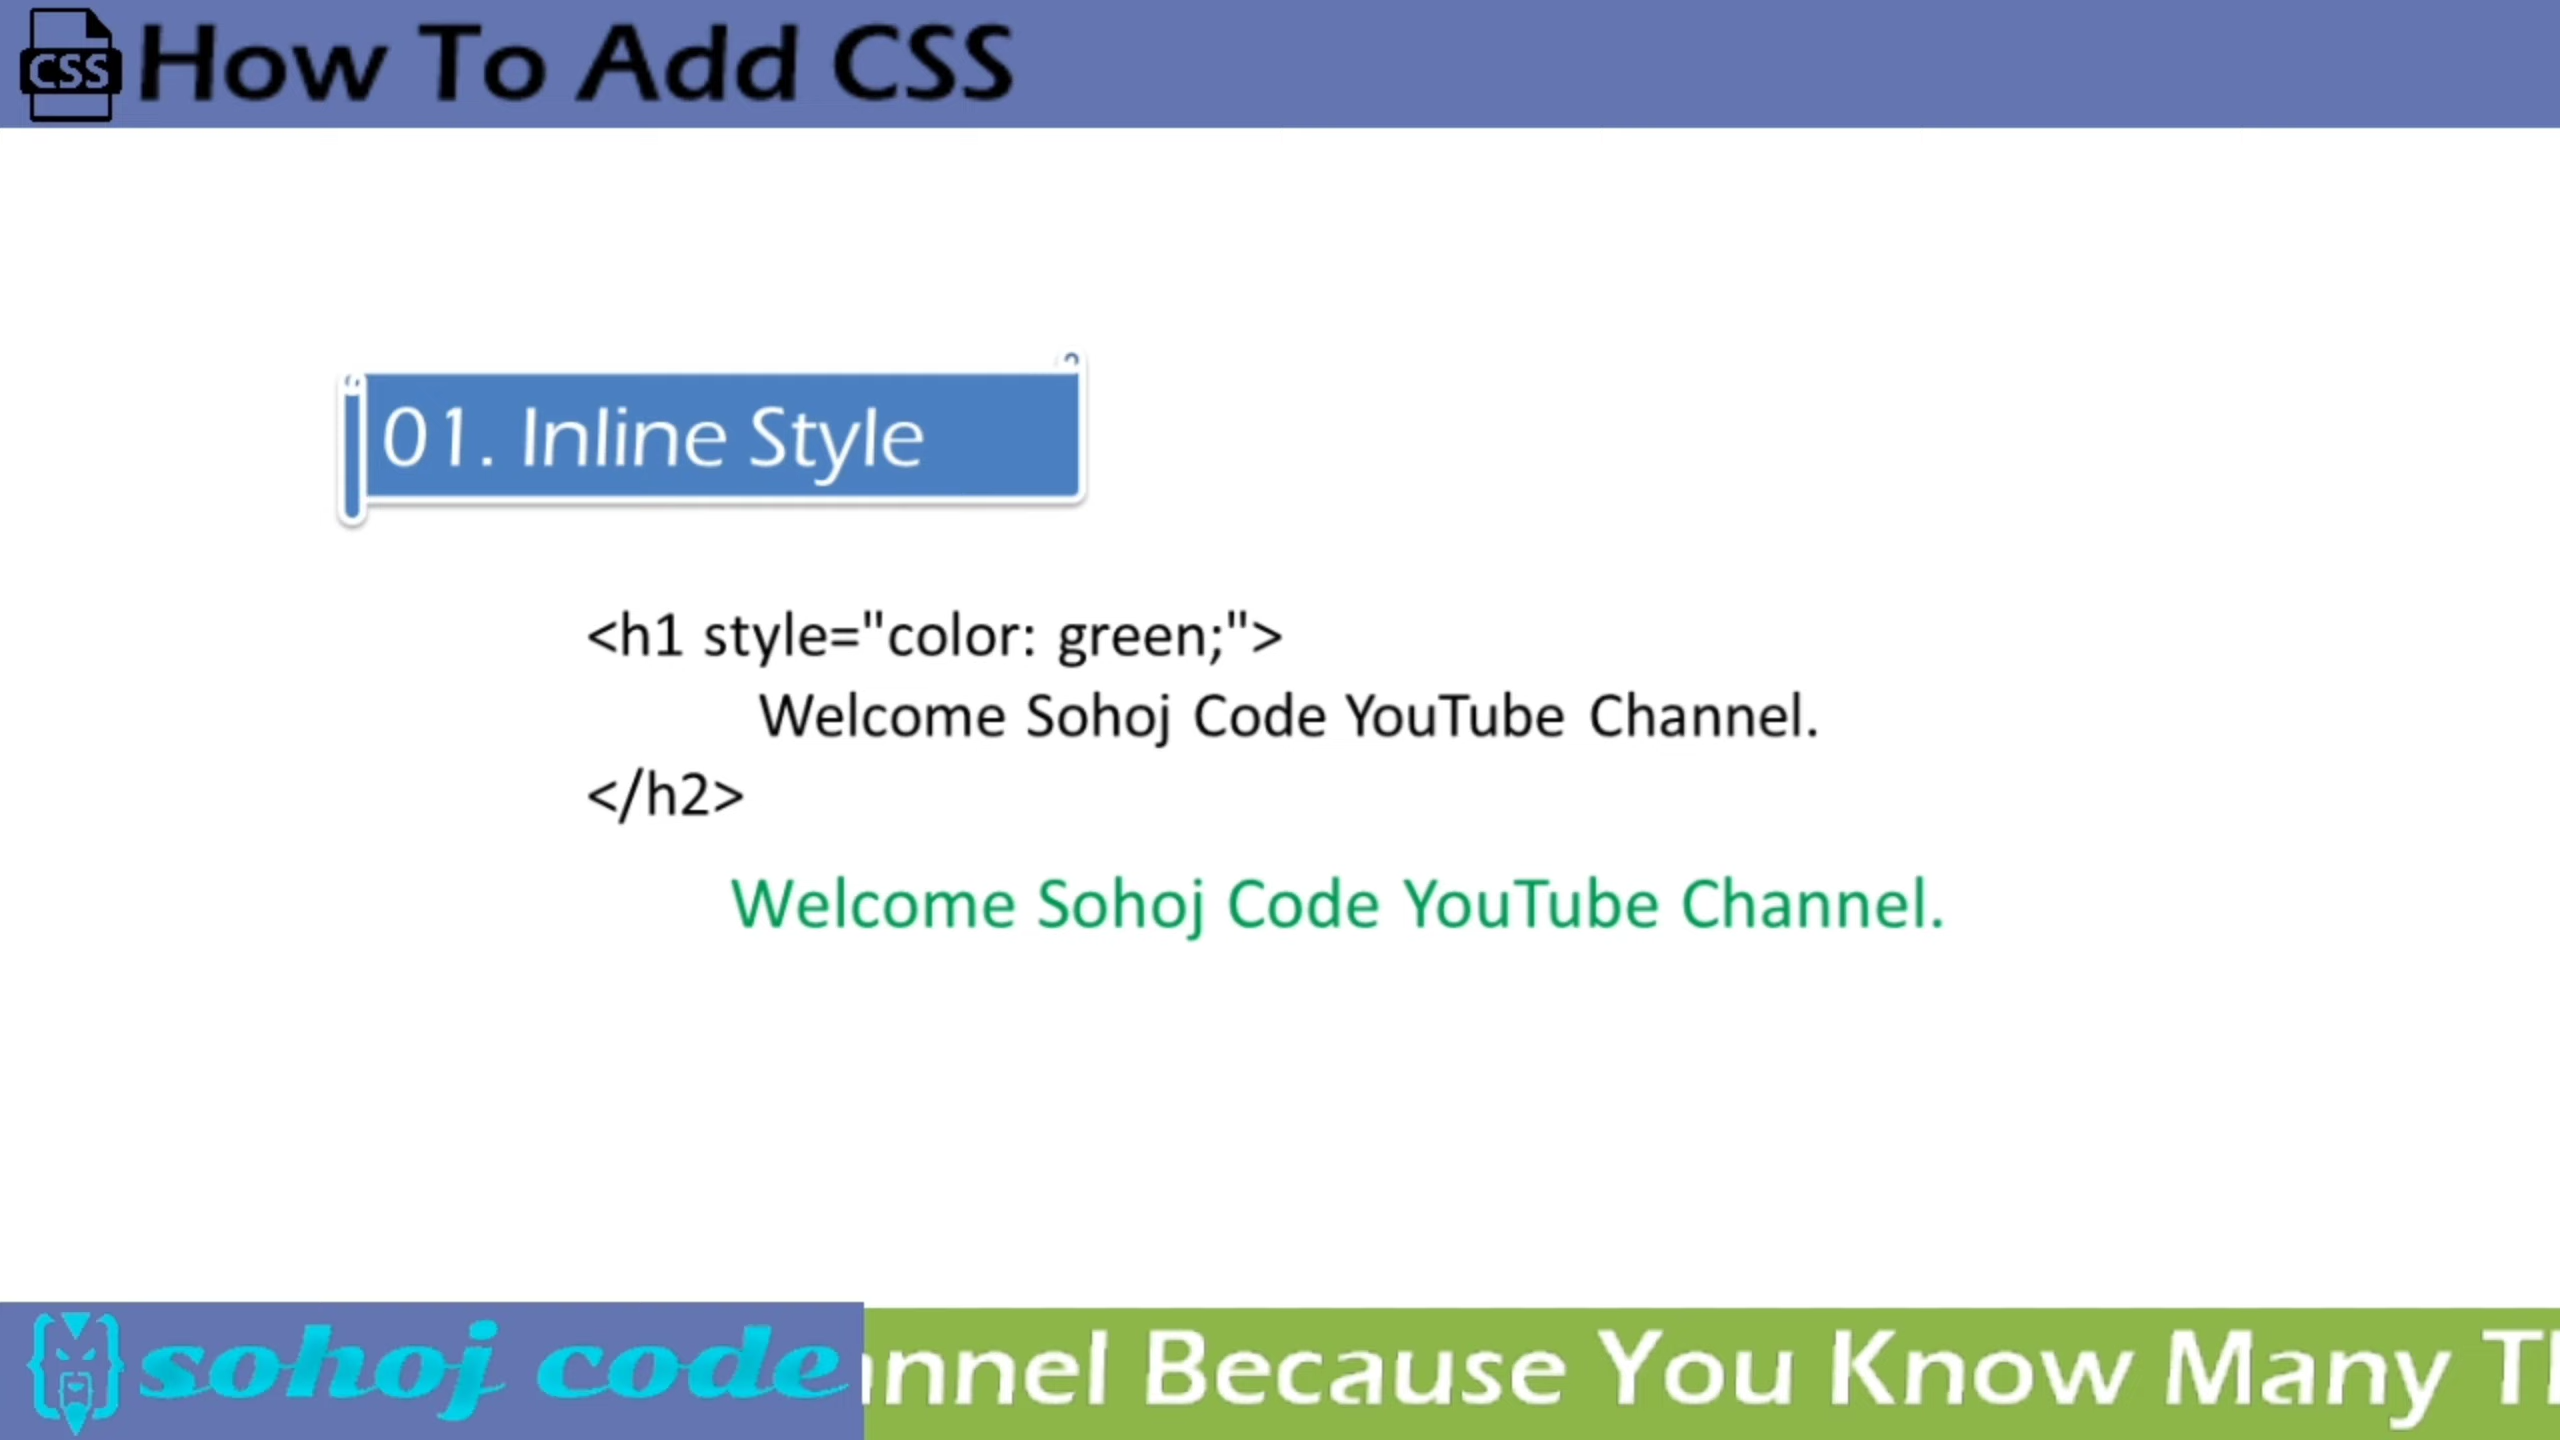 CSS How To Add CSS
01. Inline Style
<h1 style="color: green;">
Welcome Sohoj Code YouTube Channel.
</h2>
Welcome Sohoj Code YouTube Channel.
sohoj code nnel Because You Know Many